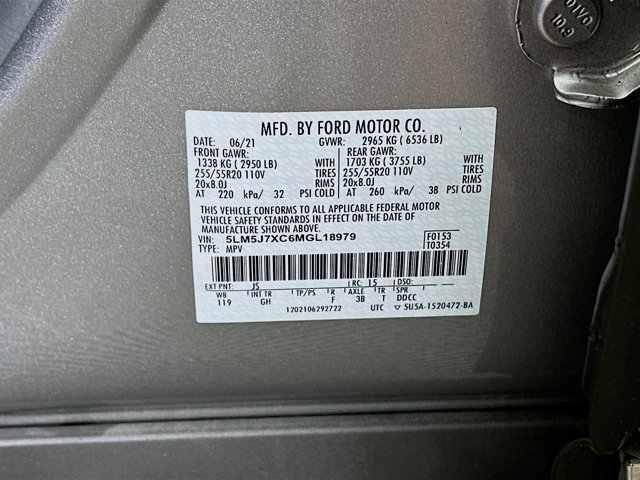 MFD. BY FORD MOTOR CO.
DATE: 06/21 GVWR: 2965 KG ( 6536 LB)
FRONT GAWR: REAR GAWR:
1338 KG ( 2950 LB) WITH 1703 KG ( 3755 LB) WITH
255/55R20 110V TIRES 255/55R20 110V TIRES
20x8.0J RIMS 20x8.0J RIMS
AT 220 kPa/ 32 PSI COLD AT 260 kPa/ 38 PSI COLD
THIS VEHICLE CONFORMS TO ALL APPLICABLE FEDERAL MOTOR
VEHICLE SAFETY STANDARDS IN EFFECT ON THE DATE OF
MANUFACTURE SHOWN ABOVE.
VIN: 5LM5J7XC6MGL18979 F0153
TYPE: MPV T0354
EXT PNT: JS RC: 15 DSO:
WB INT TR TP/PS R AXLE TR SPR
119 GH F 3B T DDCC
1202106292722 UTC ▽ 5U5A-1520472-BA